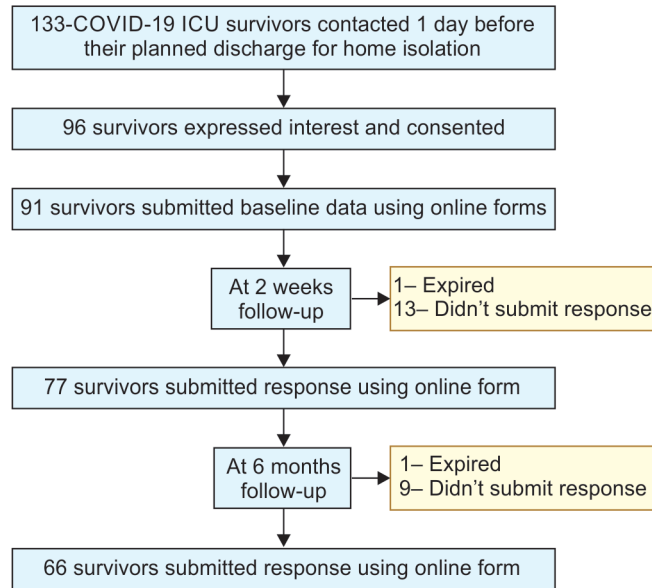 133-COVID-19 ICU survivors contacted 1 day before
their planned discharge for home isolation
96 survivors expressed interest and consented
91 survivors submitted baseline data using online forms
At 2 weeks
follow-up
1– Expired
13– Didn't submit response
77 survivors submitted response using online form
At 6 months
follow-up
1– Expired
9– Didn't submit response
66 survivors submitted response using online form